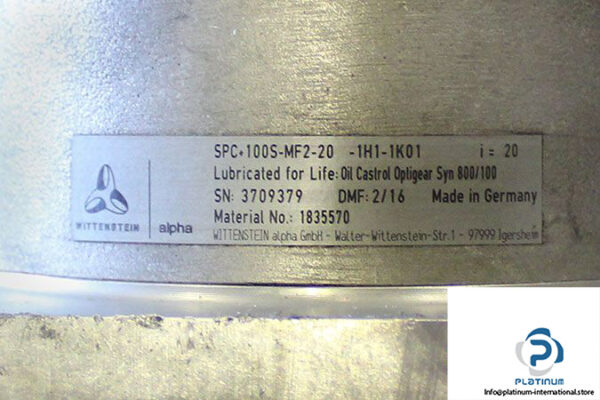 SPC+100S-MF2-20 -1H1-1K01 i = 20
Lubricated for Life: Oil Castrol Optigear Syn 800/100
SN: 3709379 DMF: 2/16 Made in Germany
Material No.: 1835570
WITTENSTEIN alpha GmbH - Walter-Wittenstein-Str.1 - 97999 Igersheim
WITTENSTEIN alpha
PLATINUM
Info@platinum-international.store